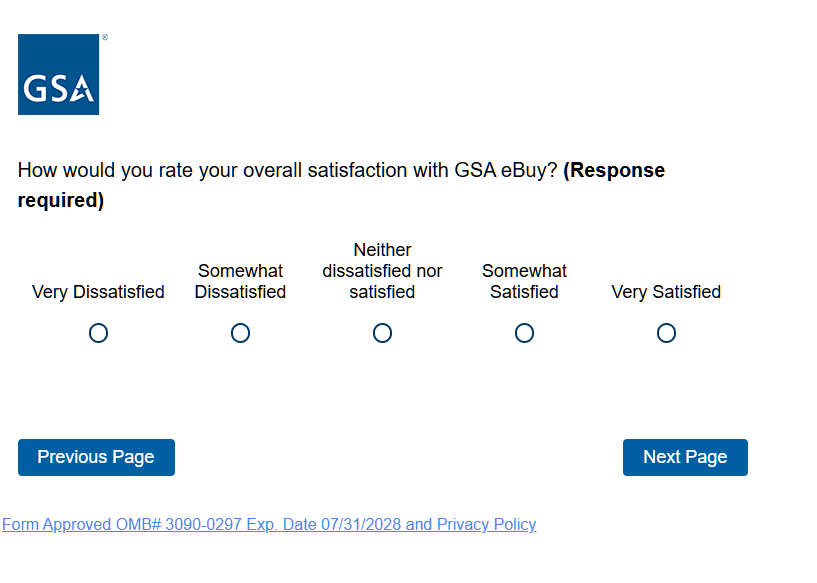 GSA
®
How would you rate your overall satisfaction with GSA eBuy? (Response
required)
Very Dissatisfied
Somewhat
Dissatisfied
Neither
dissatisfied nor
satisfied
Somewhat
Satisfied
Very Satisfied
Previous Page
Next Page
Form Approved OMB# 3090-0297 Exp. Date 07/31/2028 and Privacy Policy